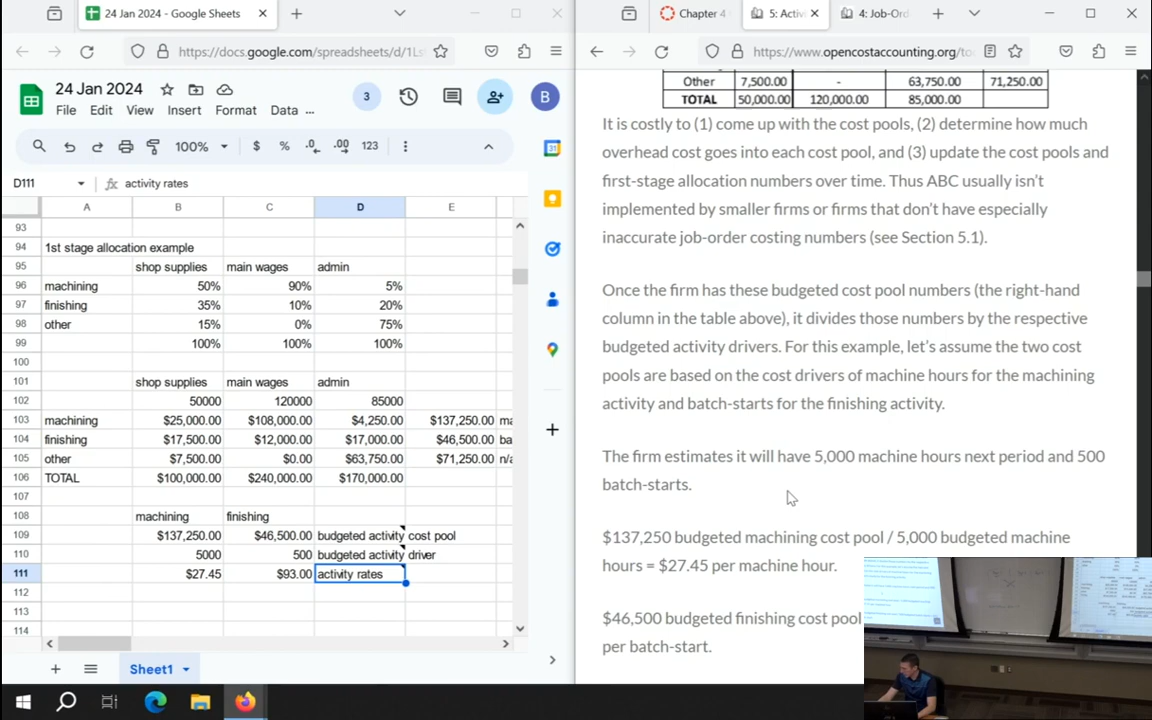 24 Jan 2024 - Google Sheets
Chapter 4
5: Activ
4: Job-Ord
https://docs.google.com/spreadsheets/d/1Ls
https://www.opencostaccounting.org/to
24 Jan 2024
3
B
File Edit View Insert Format Data ...
100% $ % .0 .00 123
D111 fx activity rates
A B C D E
93
94 1st stage allocation example
95 shop supplies main wages admin
96 machining 50% 90% 5%
97 finishing 35% 10% 20%
98 other 15% 0% 75%
99 100% 100% 100%
100
101 shop supplies main wages admin
102 50000 120000 85000
103 machining $25,000.00 $108,000.00 $4,250.00 $137,250.00 ma
104 finishing $17,500.00 $12,000.00 $17,000.00 $46,500.00 ba
105 other $7,500.00 $0.00 $63,750.00 $71,250.00 n/a
106 TOTAL $100,000.00 $240,000.00 $170,000.00
107
108 machining finishing
109 $137,250.00 $46,500.00 budgeted activity cost pool
110 5000 500 budgeted activity driver
111 $27.45 $93.00 activity rates
112
113
114
Sheet1
31
Other 7,500.00 - 63,750.00 71,250.00
TOTAL 50,000.00 120,000.00 85,000.00
It is costly to (1) come up with the cost pools, (2) determine how much
overhead cost goes into each cost pool, and (3) update the cost pools and
first-stage allocation numbers over time. Thus ABC usually isn't
implemented by smaller firms or firms that don't have especially
inaccurate job-order costing numbers (see Section 5.1).
Once the firm has these budgeted cost pool numbers (the right-hand
column in the table above), it divides those numbers by the respective
budgeted activity drivers. For this example, let's assume the two cost
pools are based on the cost drivers of machine hours for the machining
activity and batch-starts for the finishing activity.
The firm estimates it will have 5,000 machine hours next period and 500
batch-starts.
$137,250 budgeted machining cost pool / 5,000 budgeted machine
hours = $27.45 per machine hour.
$46,500 budgeted finishing cost pool
per batch-start.